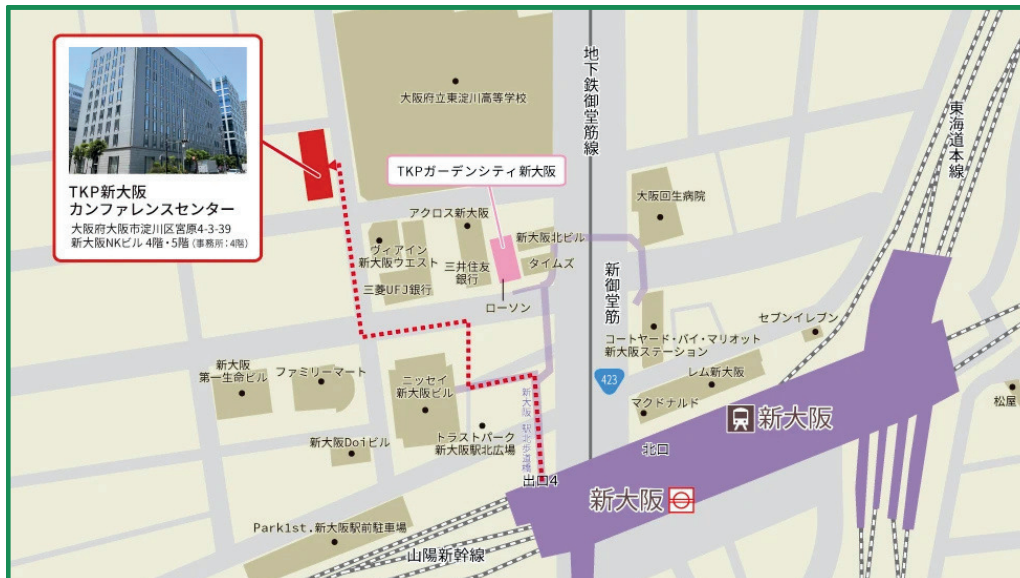 TKP新大阪
カンファレンスセンター
大阪府大阪市淀川区宮原4-3-39
新大阪NKビル 4階・5階 (事務所:4階)
大阪府立東淀川高等学校
地下鉄御堂筋線
東海道本線
TKPガーデンシティ新大阪
大阪回生病院
アクロス新大阪
新大阪北ビル
タイムズ
ヴィアイン
新大阪ウエスト
三井住友
銀行
三菱UFJ銀行
ローソン
新御堂筋
コートヤード・バイ・マリオット
新大阪ステーション
セブンイレブン
レム新大阪
423
マクドナルド
松屋
新大阪
第一生命ビル
ファミリーマート
ニッセイ
新大阪ビル
新大阪 駅北歩道橋
新大阪Doiビル
トラストパーク
新大阪駅北広場
新大阪
北口
出口4
新大阪
Park1st.新大阪駅前駐車場
山陽新幹線